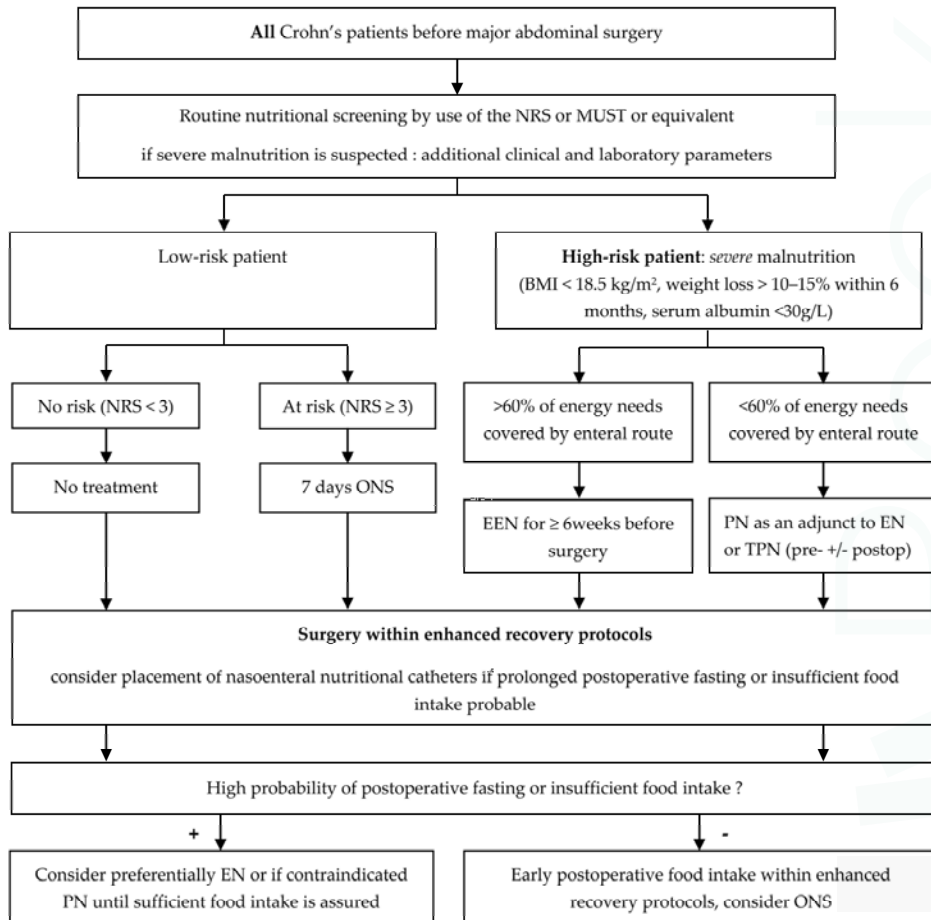 All Crohn's patients before major abdominal surgery
Routine nutritional screening by use of the NRS or MUST or equivalent
if severe malnutrition is suspected : additional clinical and laboratory parameters
Low-risk patient
High-risk patient: severe malnutrition
(BMI < 18.5 kg/m², weight loss > 10–15% within 6
months, serum albumin <30g/L)
No risk (NRS < 3)
At risk (NRS ≥ 3)
>60% of energy needs
covered by enteral route
<60% of energy needs
covered by enteral route
No treatment
7 days ONS
EEN for ≥ 6weeks before
surgery
PN as an adjunct to EN
or TPN (pre- +/- postop)
Surgery within enhanced recovery protocols
consider placement of nasoenteral nutritional catheters if prolonged postoperative fasting or insufficient food
intake probable
High probability of postoperative fasting or insufficient food intake ?
+
-
Consider preferentially EN or if contraindicated
PN until sufficient food intake is assured
Early postoperative food intake within enhanced
recovery protocols, consider ONS